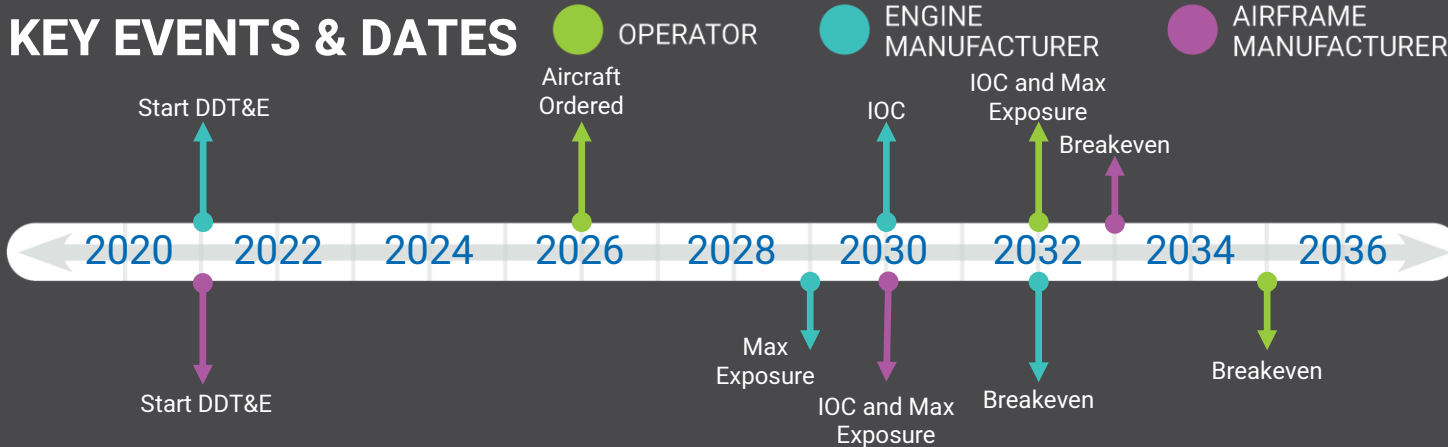 KEY EVENTS & DATES
OPERATOR
ENGINE
MANUFACTURER
AIRFRAME
MANUFACTURER
Start DDT&E
Aircraft
Ordered
IOC
IOC and Max
Exposure
Breakeven
2020 2022 2024 2026 2028 2030 2032 2034 2036
Start DDT&E
Max
Exposure
IOC and Max
Exposure
Breakeven
Breakeven